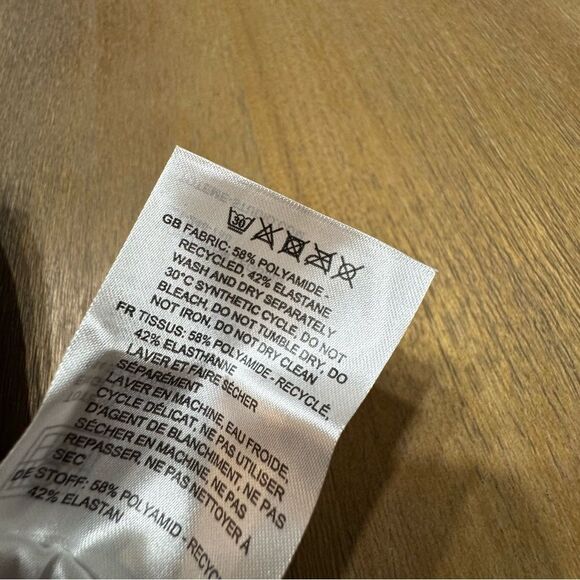 30
GB FABRIC: 58% POLYAMIDE -
RECYCLED, 42% ELASTANE
WASH AND DRY SEPARATELY
30°C SYNTHETIC CYCLE, DO NOT
BLEACH, DO NOT TUMBLE DRY, DO
NOT IRON, DO NOT DRY CLEAN
FR TISSUS: 58% POLYAMIDE - RECYCLÉ,
42% ÉLASTHANNE
LAVER ET FAIRE SÉCHER
SÉPARÉMENT
LAVER EN MACHINE, EAU FROIDE,
CYCLE DÉLICAT, NE PAS UTILISER
D'AGENT DE BLANCHIMENT, NE PAS
SÉCHER EN MACHINE, NE PAS
REPASSER, NE PAS NETTOYER À
SEC
DE STOFF: 58% POLYAMID - RECYC
42% ELASTAN